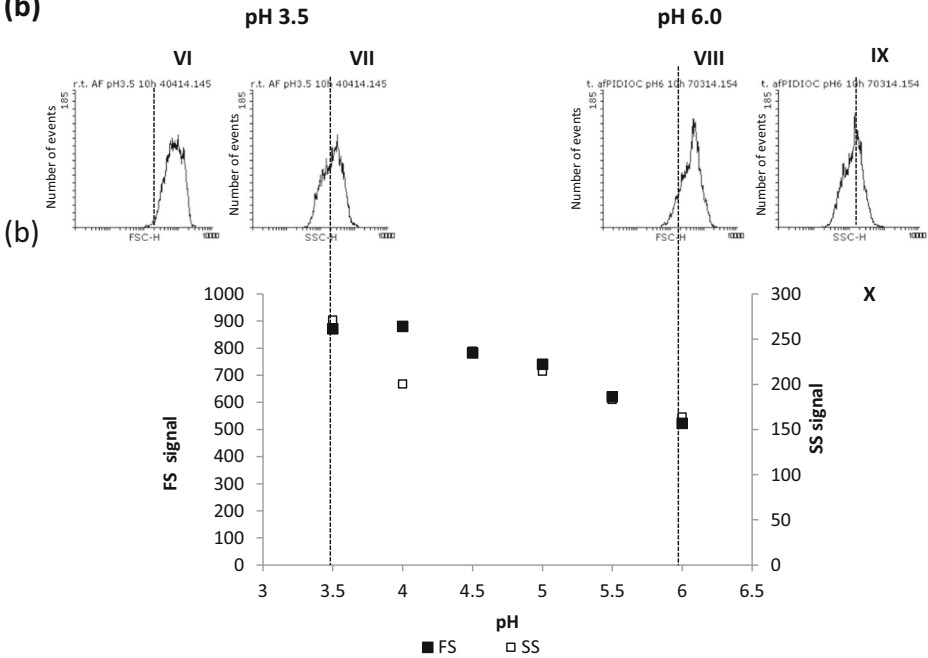 (b)
pH 3.5
pH 6.0
VI
VII
VIII
IX
r.t. AF pH3.5 10h 40414.145
r.t. AF pH3.5 10h 40414.145
t. afPIDIOC pH6 10h 70314.154
t. afPIDIOC pH6 10h 70314.154
185
185
185
185
Number of events
Number of events
Number of events
Number of events
FSC-H
SSC-H
FSC-H
SSC-H
(b)
X
1000
900
800
700
600
500
400
300
200
100
0
FS signal
300
250
200
150
100
50
0
SS signal
3 3.5 4 4.5 5 5.5 6 6.5
pH
FS SS